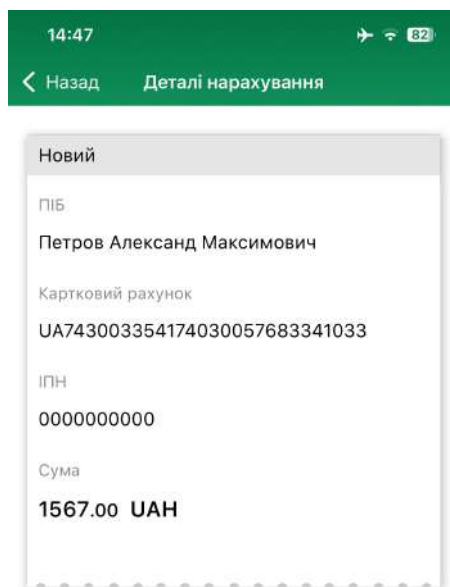 14:47
82
Назад Деталі нарахування
Новий
ПІБ
Петров Александ Максимович
Картковий рахунок
UA743003354174030057683341033
ІПН
0000000000
Сума
1567.00 UAH